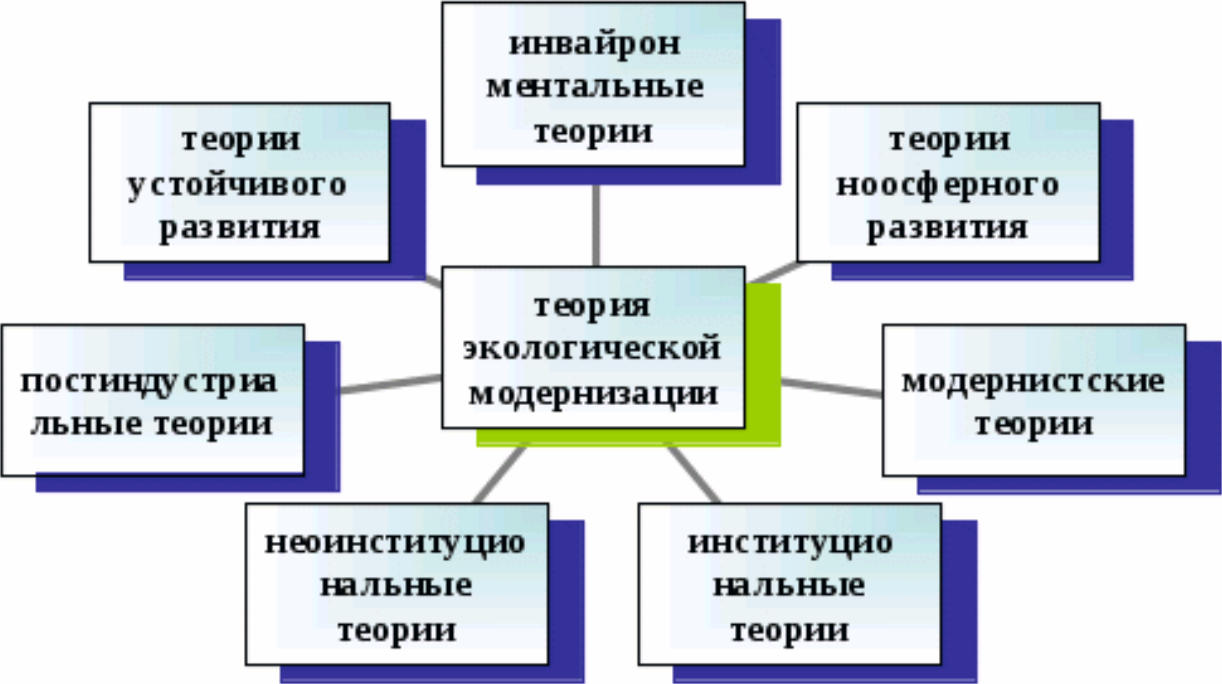 инвайрон
ментальные
теории
теории
устойчивого
развития
теории
ноосферного
развития
теория
экологической
модернизации
постиндустриа
льные теории
модернистские
теории
неоинституцио
нальные
теории
институцио
нальные
теории